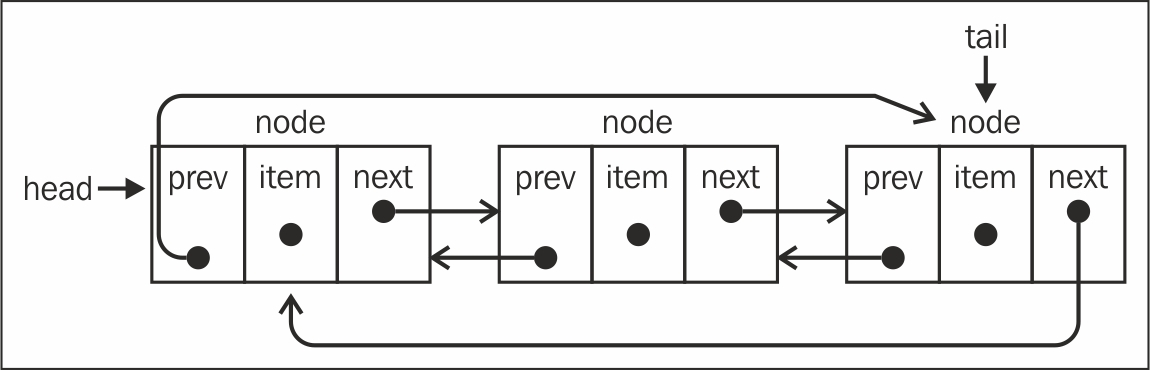 tail
node node node
head prev item next prev item next prev item next